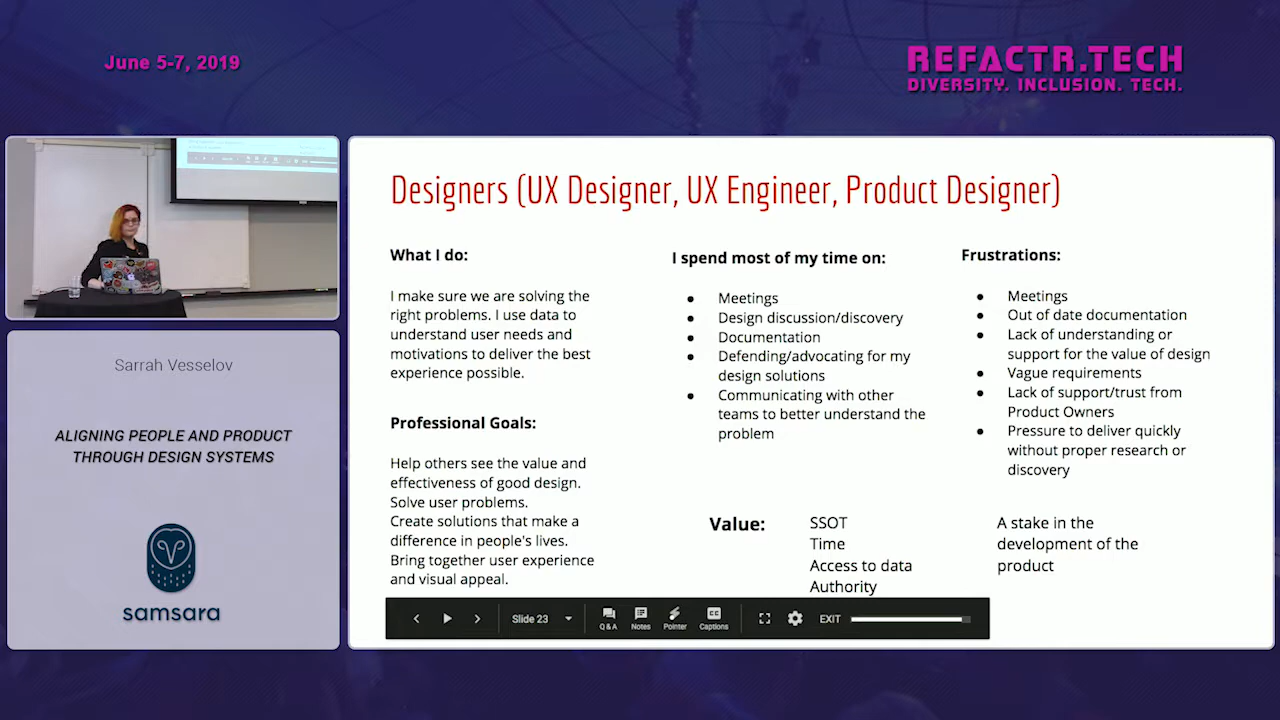 June 5-7, 2019
REFACTR.TECH
DIVERSITY. INCLUSION. TECH.
Sarrah Vesselov
ALIGNING PEOPLE AND PRODUCT
THROUGH DESIGN SYSTEMS
samsara
Designers (UX Designer, UX Engineer, Product Designer)
What I do:
I make sure we are solving the
right problems. I use data to
understand user needs and
motivations to deliver the best
experience possible.
Professional Goals:
Help others see the value and
effectiveness of good design.
Solve user problems.
Create solutions that make a
difference in people's lives.
Bring together user experience
and visual appeal.
I spend most of my time on:
● Meetings
● Design discussion/discovery
● Documentation
● Defending/advocating for my
design solutions
● Communicating with other
teams to better understand the
problem
Frustrations:
● Meetings
● Out of date documentation
● Lack of understanding or
support for the value of design
● Vague requirements
● Lack of support/trust from
Product Owners
● Pressure to deliver quickly
without proper research or
discovery
Value:
SSOT
Time
Access to data
Authority
A stake in the
development of the
product
Slide 23
Q & A
Notes
Pointer
CC
Captions
EXIT